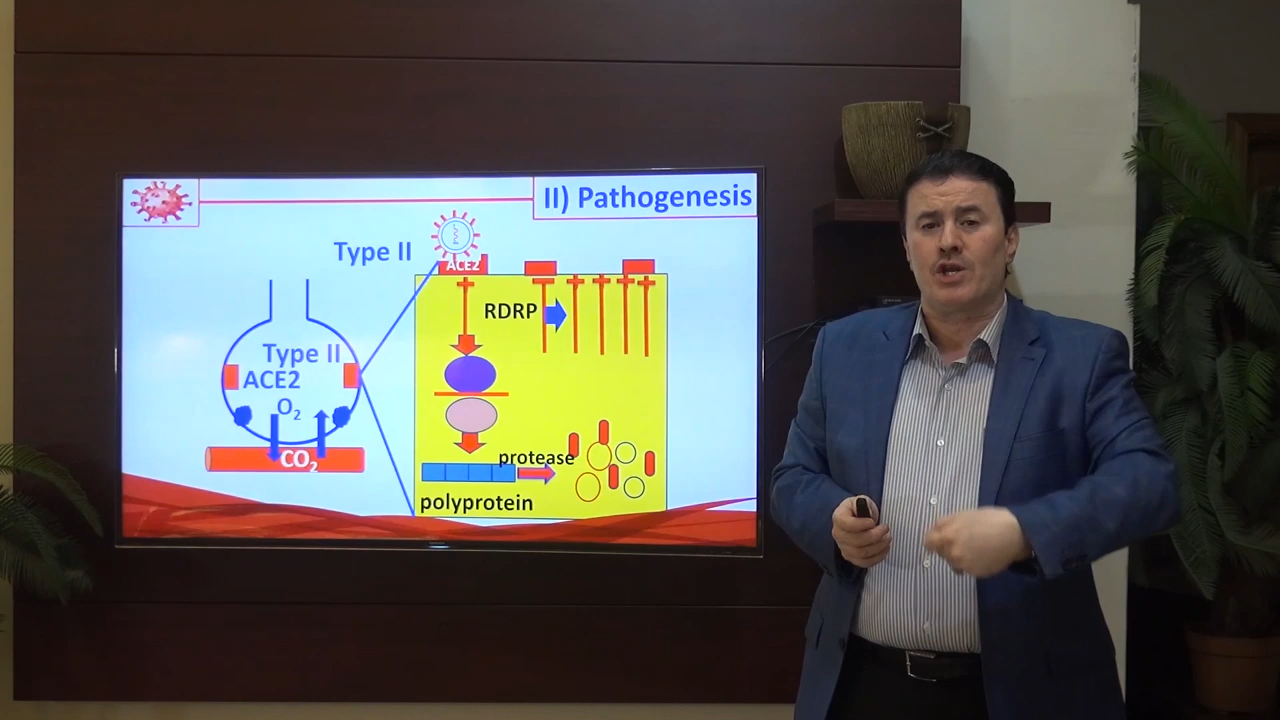 II) Pathogenesis
Type II
ACE2
RDRP
Type II
ACE2
O₂
CO₂
protease
polyprotein